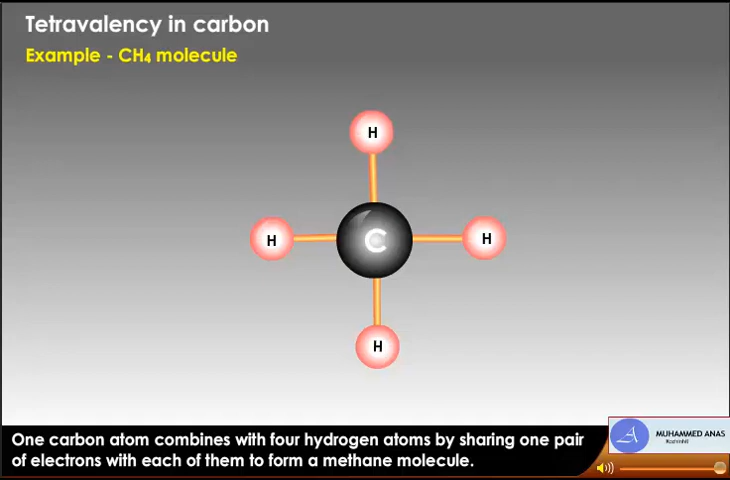 Tetravalency in carbon
Example - CH₄ molecule
H
H
C
H
H
One carbon atom combines with four hydrogen atoms by sharing one pair
of electrons with each of them to form a methane molecule.
MUHAMMED ANAS